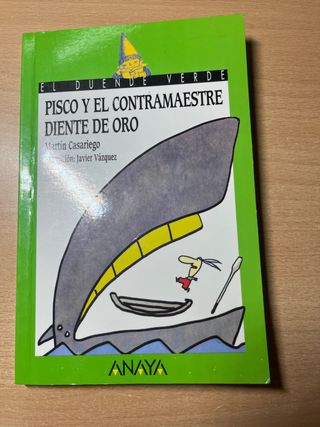 EL DUENDE VERDE
PISCO Y EL CONTRAMAESTRE
DIENTE DE ORO
Martín Casariego
Javier Vázquez
ANAYA